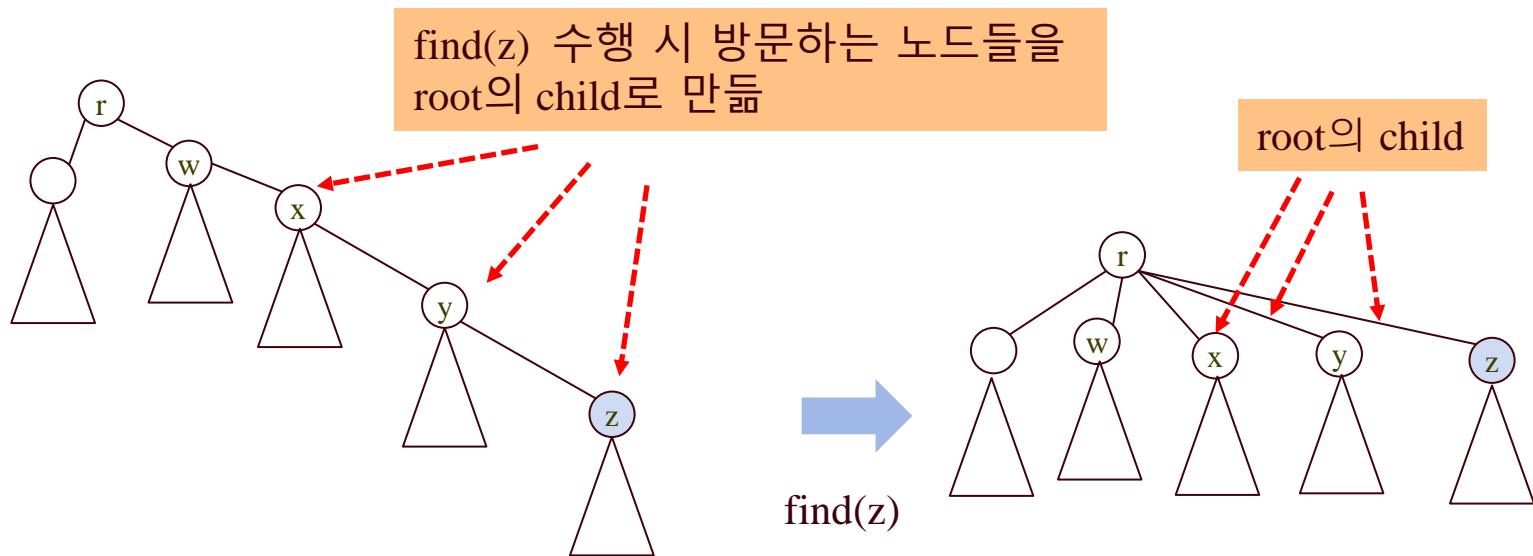 find(z) 수행 시 방문하는 노드들을
root의 child로 만듦
root의 child
r
w
x
y
z
find(z)
r
w
x
y
z